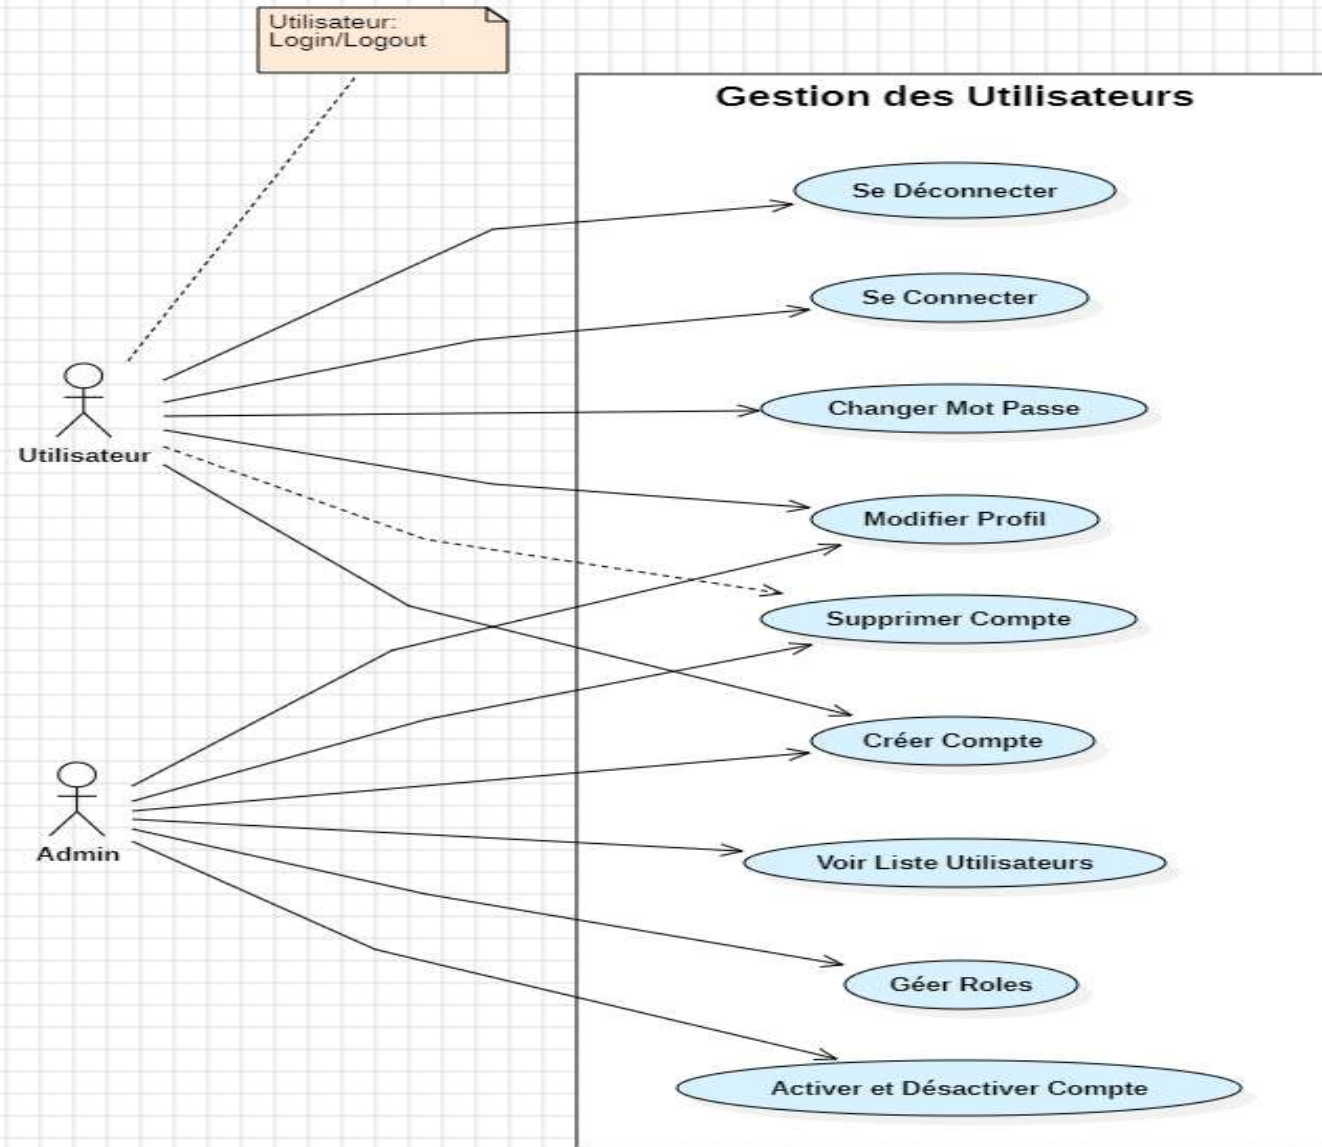 Utilisateur:
Login/Logout
Gestion des Utilisateurs
Se Déconnecter
Se Connecter
Changer Mot Passe
Utilisateur
Modifier Profil
Supprimer Compte
Créer Compte
Admin
Voir Liste Utilisateurs
Géer Roles
Activer et Désactiver Compte